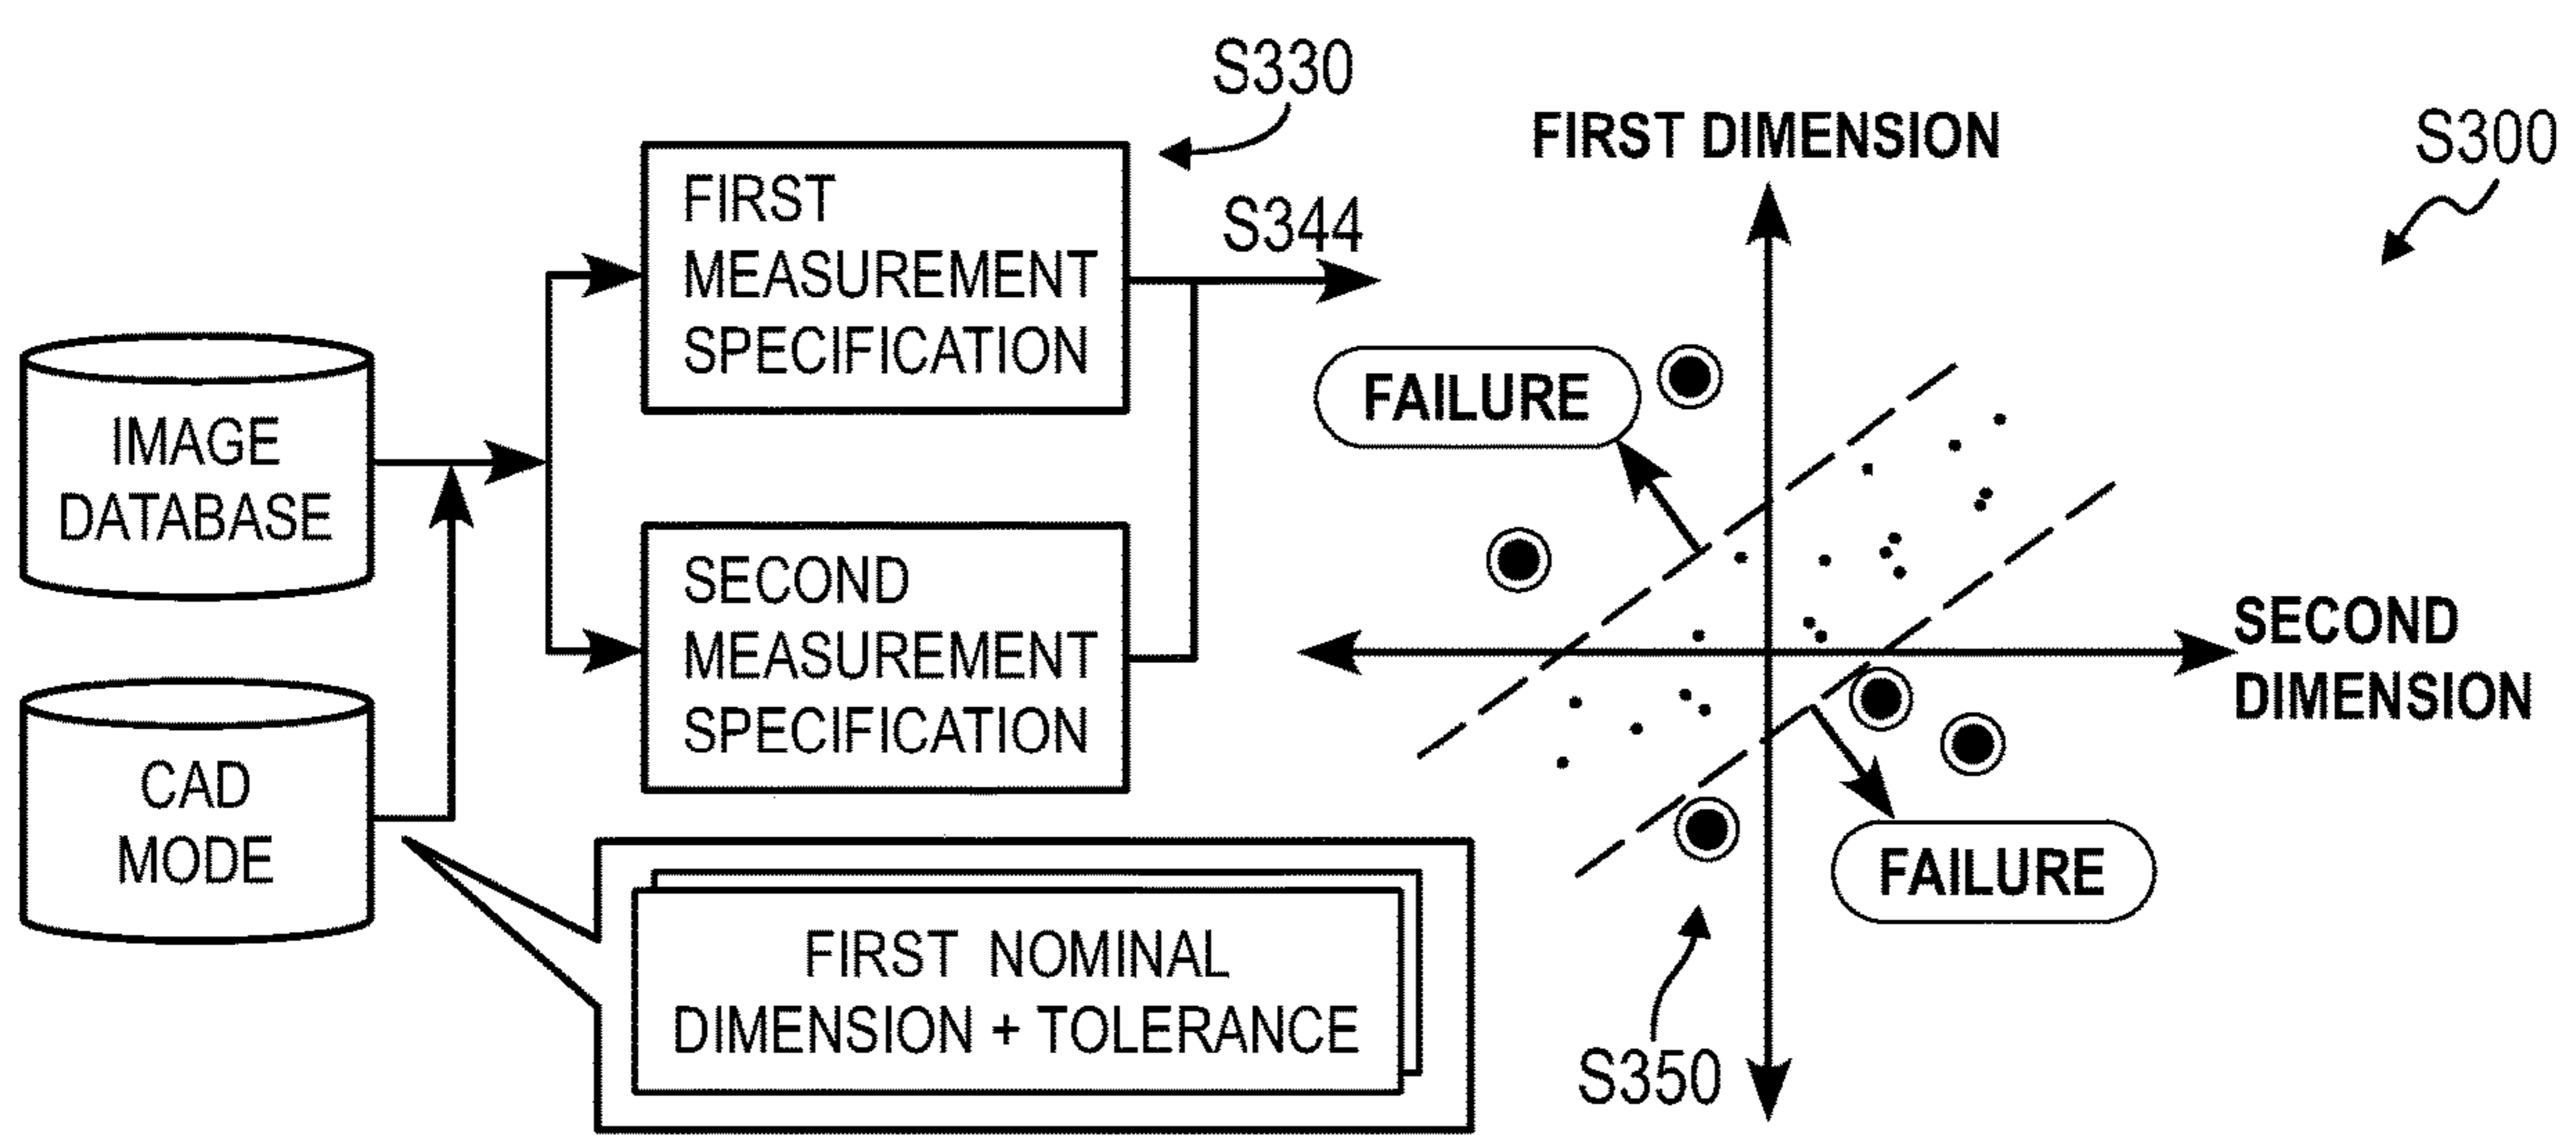 S330
FIRST DIMENSION
S300
FIRST
MEASUREMENT
SPECIFICATION
S344
FAILURE
IMAGE
DATABASE
SECOND
MEASUREMENT
SPECIFICATION
SECOND
DIMENSION
CAD
MODE
FAILURE
FIRST NOMINAL
DIMENSION + TOLERANCE
S350